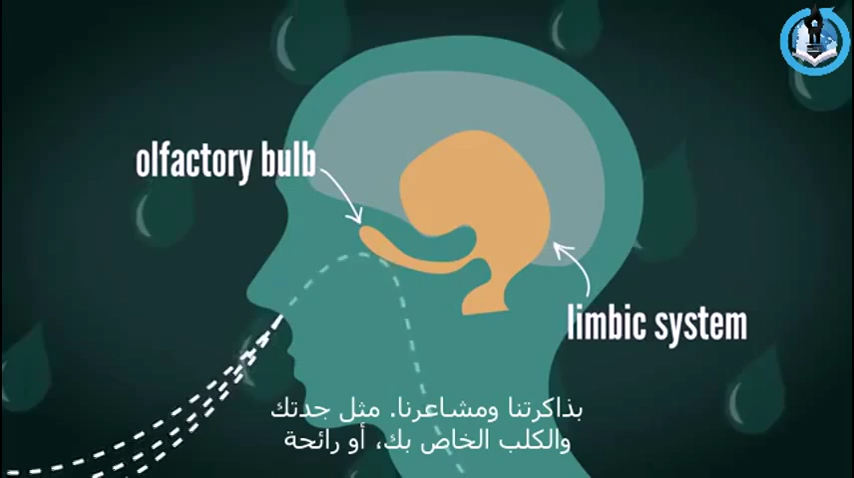 olfactory bulb
limbic system
بذاكرتنا ومشاعرنا. مثل جدتك
والكلب الخاص بك، أو رائحة